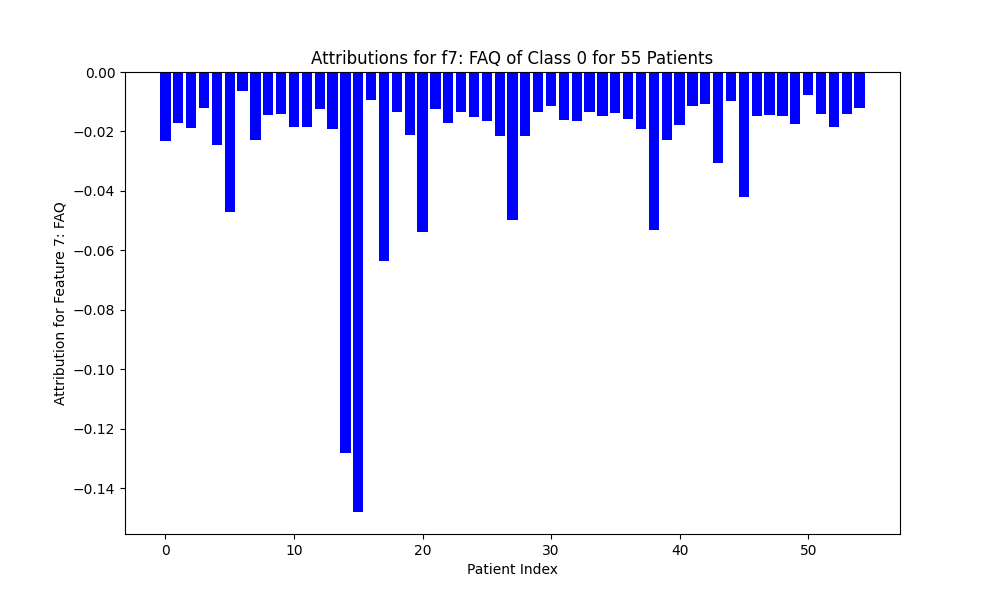 Attributions for f7: FAQ of Class 0 for 55 Patients
Attribution for Feature 7: FAQ
0.00
−0.02
−0.04
−0.06
−0.08
−0.10
−0.12
−0.14
0 10 20 30 40 50
Patient Index